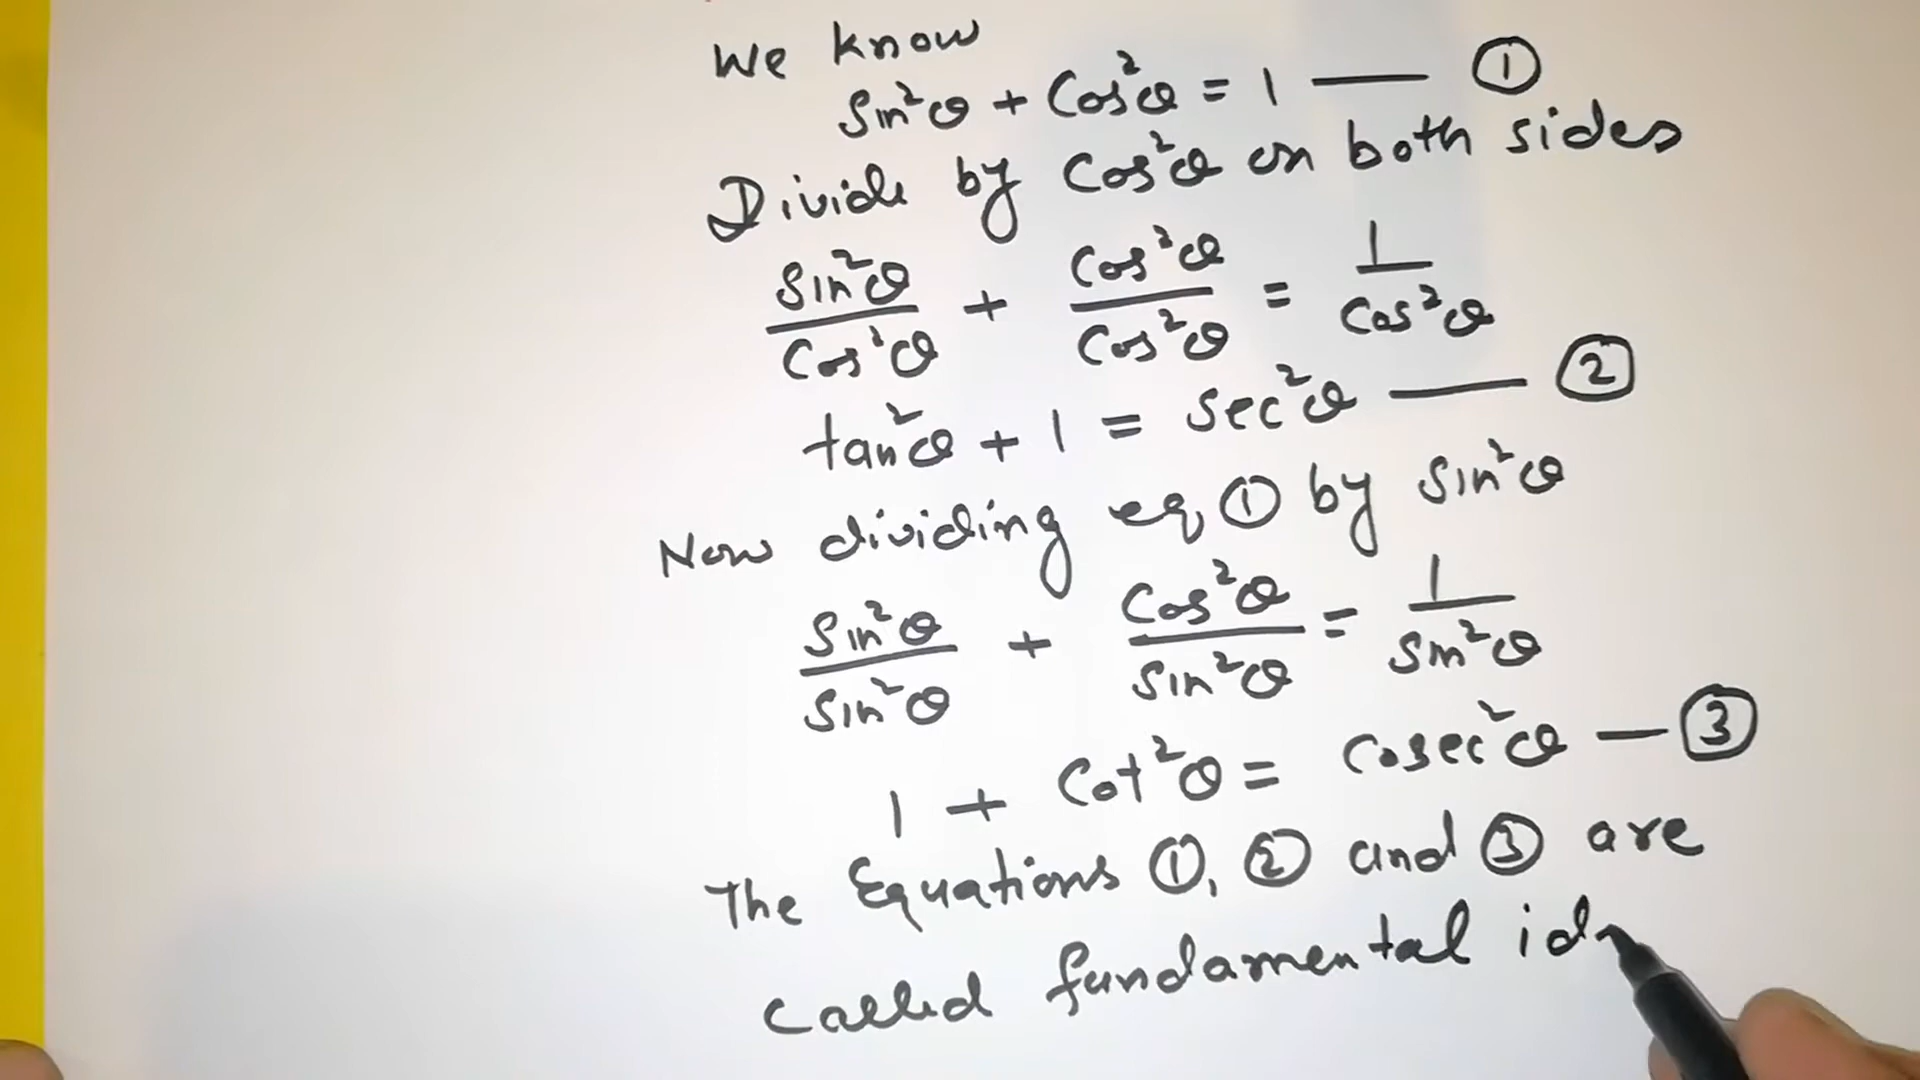 We know
Sin²θ + Cos²θ = 1 —— ①
Divide by Cos²θ on both sides
Sin²θ/Cos²θ + Cos²θ/Cos²θ = 1/Cos²θ
tan²θ + 1 = Sec²θ —— ②
Now dividing eq ① by Sin²θ
Sin²θ/Sin²θ + Cos²θ/Sin²θ = 1/Sin²θ
1 + Cot²θ = Cosec²θ — ③
The Equations ①, ② and ③ are
Called fundamental id